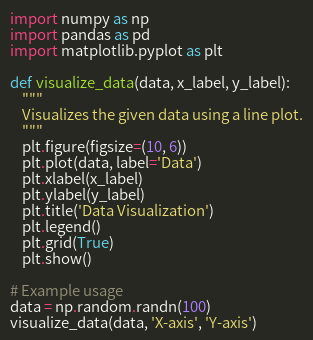 import numpy as np
import pandas as pd
import matplotlib.pyplot as plt

def visualize_data(data, x_label, y_label):
    """
    Visualizes the given data using a line plot.
    """
    plt.figure(figsize=(10, 6))
    plt.plot(data, label='Data')
    plt.xlabel(x_label)
    plt.ylabel(y_label)
    plt.title('Data Visualization')
    plt.legend()
    plt.grid(True)
    plt.show()

# Example usage
data = np.random.randn(100)
visualize_data(data, 'X-axis', 'Y-axis')